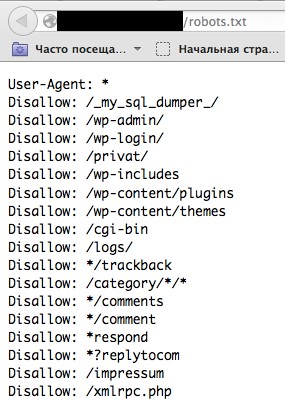 /robots.txt
Часто посеща... Начальная стра...
User-Agent: *
Disallow: /_my_sql_dumper_/
Disallow: /wp-admin/
Disallow: /wp-login/
Disallow: /privat/
Disallow: /wp-includes
Disallow: /wp-content/plugins
Disallow: /wp-content/themes
Disallow: /cgi-bin
Disallow: /logs/
Disallow: */trackback
Disallow: /category/*/*
Disallow: */comments
Disallow: */comment
Disallow: *respond
Disallow: *?replytocom
Disallow: /impressum
Disallow: /xmlrpc.php